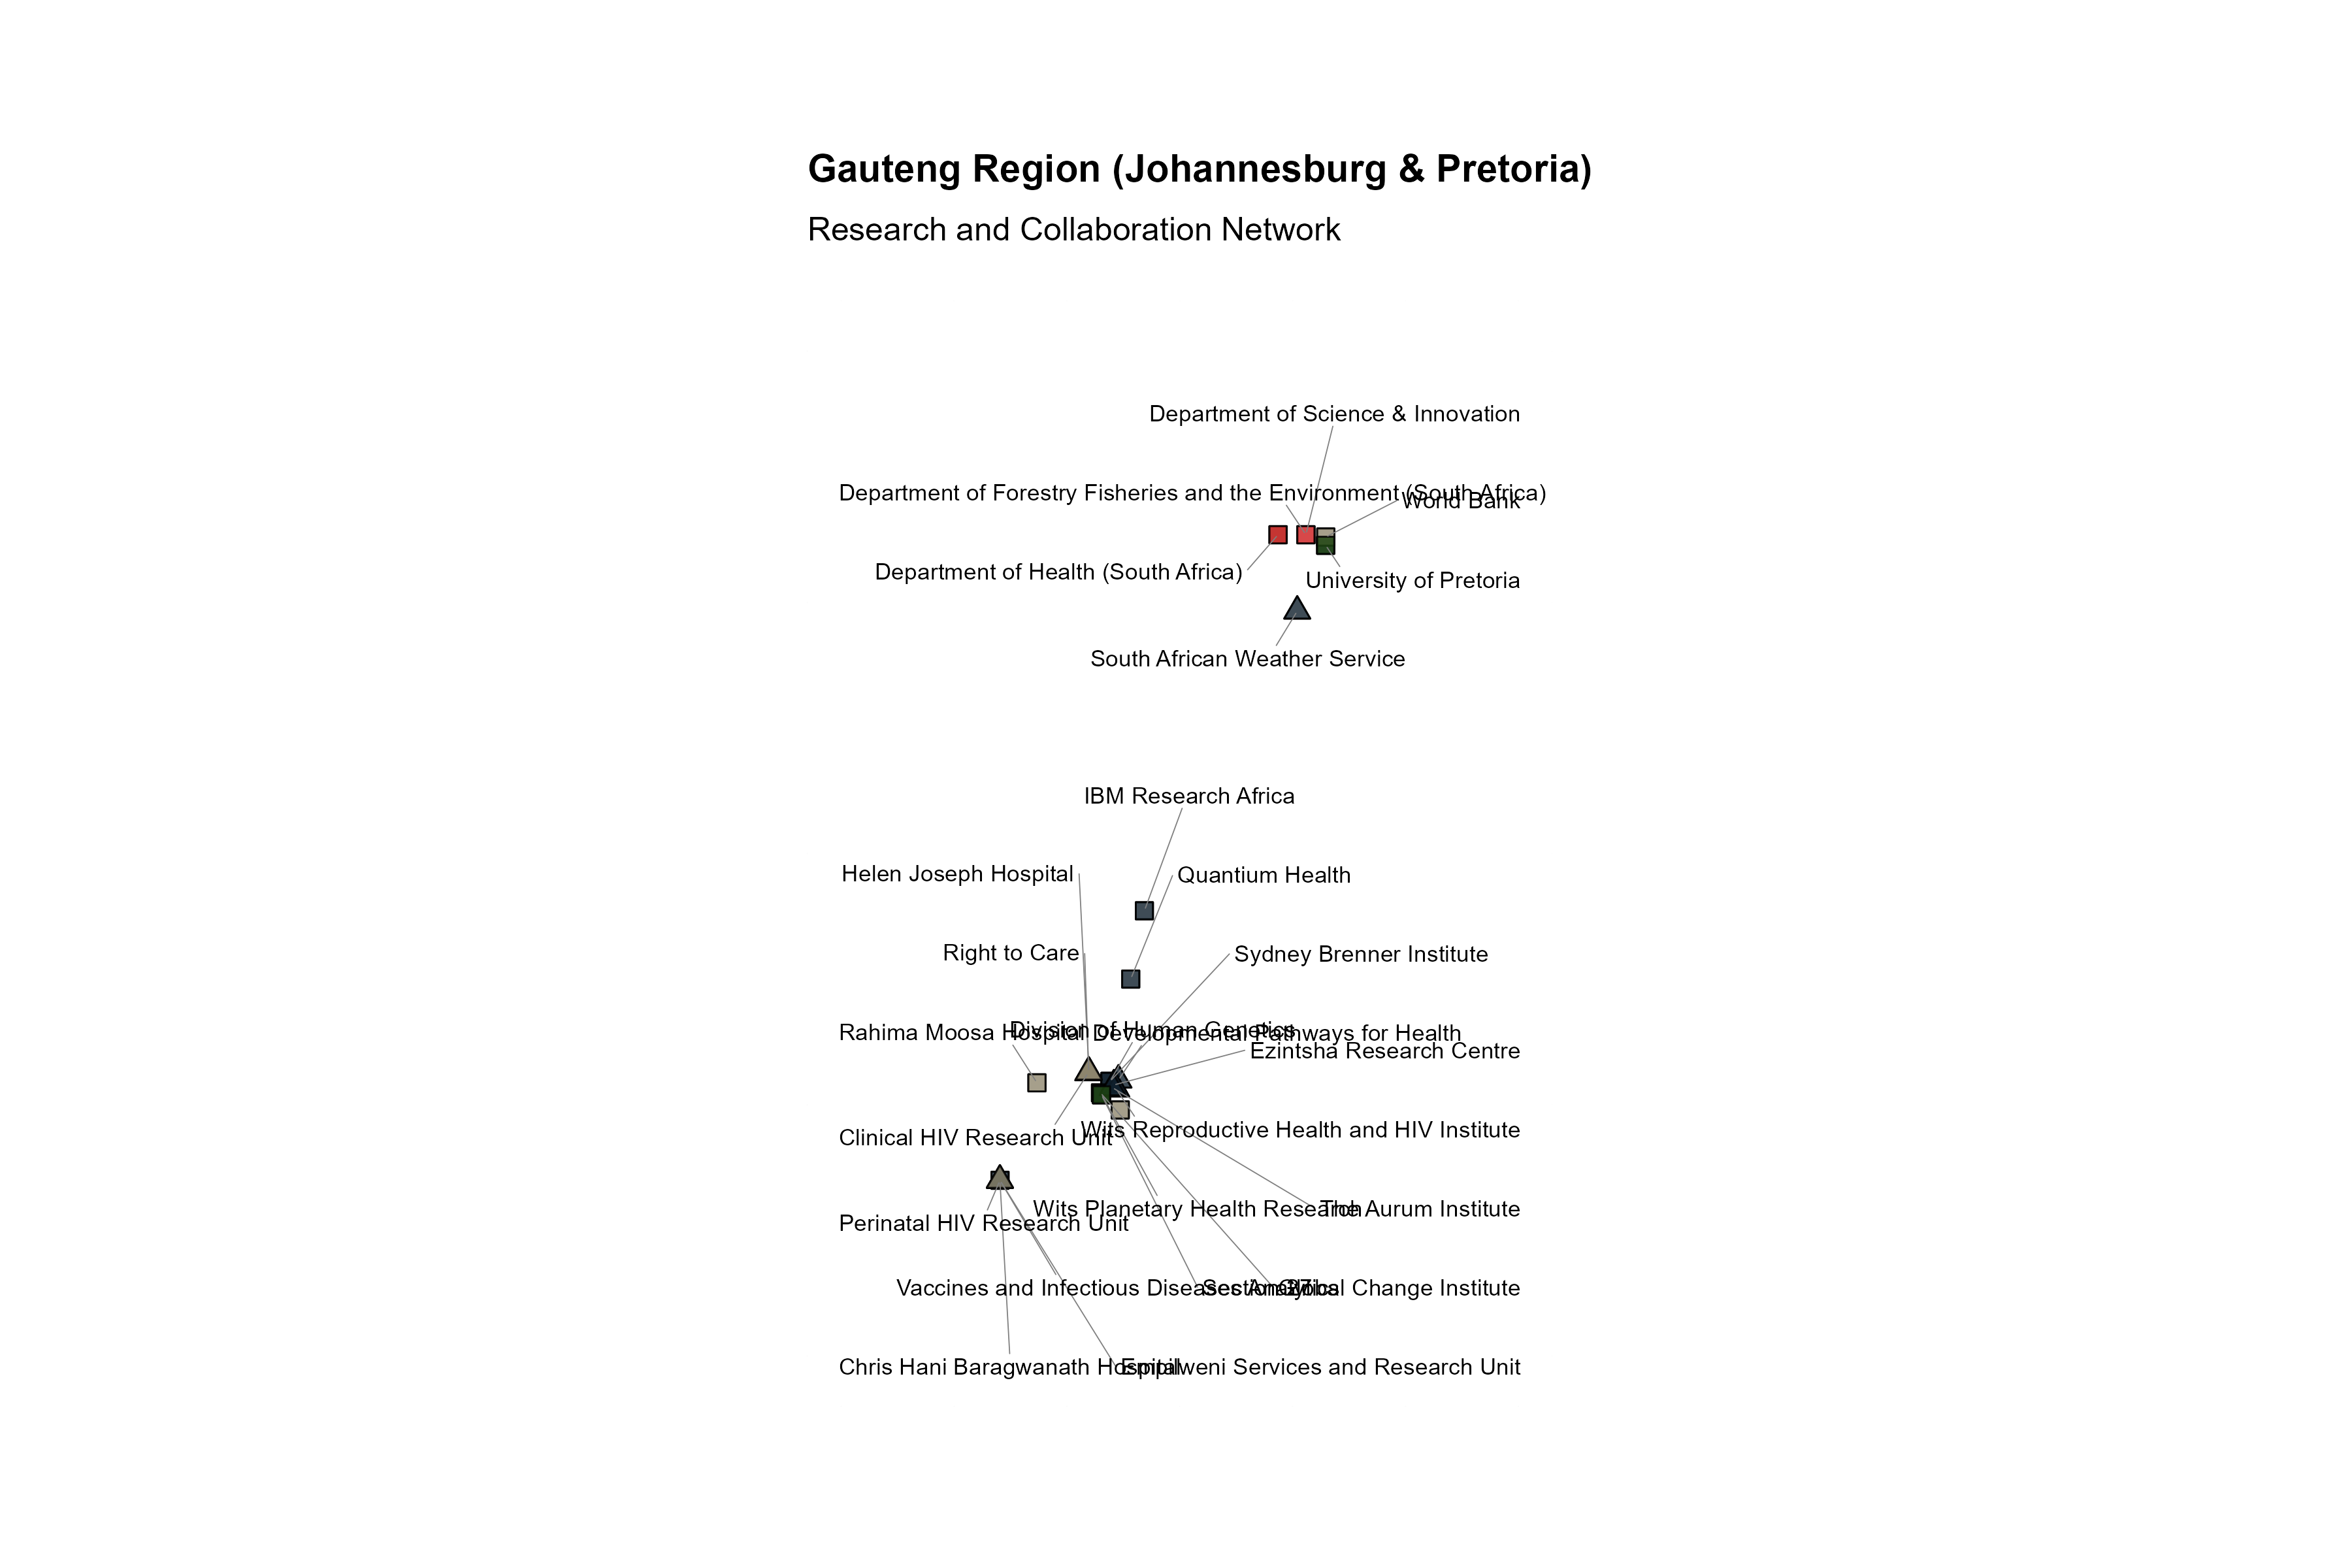 Gauteng Region (Johannesburg & Pretoria)
Research and Collaboration Network
Department of Science & Innovation
Department of Forestry Fisheries and the Environment (South Africa)
World Bank
Department of Health (South Africa)
University of Pretoria
South African Weather Service
IBM Research Africa
Helen Joseph Hospital
Quantium Health
Right to Care
Sydney Brenner Institute
Division of Human Genetics
Rahima Moosa Hospital
Developmental Pathways for Health
Ezintsha Research Centre
Wits Reproductive Health and HIV Institute
Clinical HIV Research Unit
Wits Planetary Health Research
The Aurum Institute
Perinatal HIV Research Unit
Vaccines and Infectious Diseases Analytics
Section 27
Global Change Institute
Chris Hani Baragwanath Hospital
Empilweni Services and Research Unit